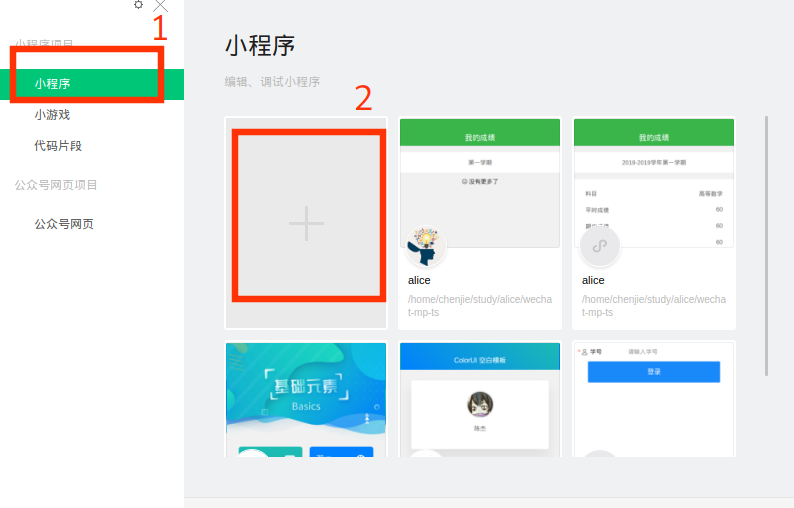 1
小程序项目
小程序
小游戏
代码片段
公众号网页项目
公众号网页
小程序
编辑、调试小程序
2
我的成绩
第一学期
没有更多了
alice
/home/chenjie/study/alice/wecha
t-mp-ts
我的成绩
2018-2019学年第一学期
科目 高等数学
平时成绩 60
60
60
alice
/home/chenjie/study/alice/wecha
t-mp-ts
基础元素
Basics
ColorUI 空白模板
陈杰
* 学号 请输入学号
登录